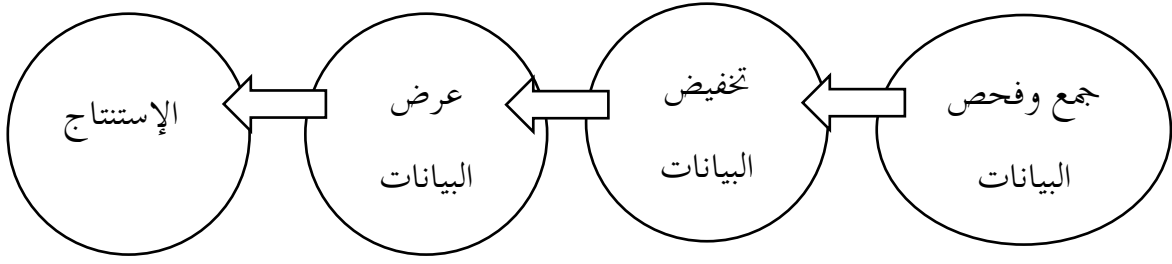 جمع وفحص
البيانات
تخفيض
البيانات
عرض
البيانات
الإستنتاج